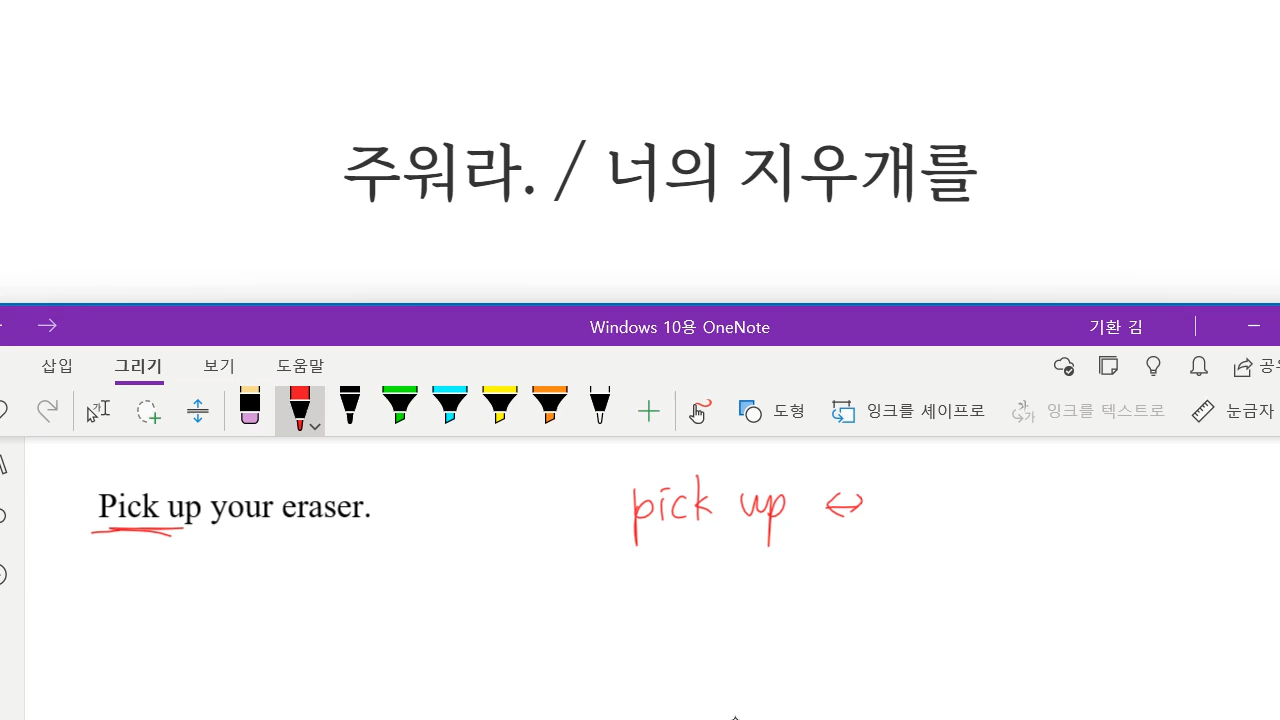 주워라. / 너의 지우개를
Windows 10용 OneNote
기환 김
삽입 그리기 보기 도움말
공유
도형 잉크를 셰이프로 잉크를 텍스트로 눈금자
Pick up your eraser.
pick up ↔